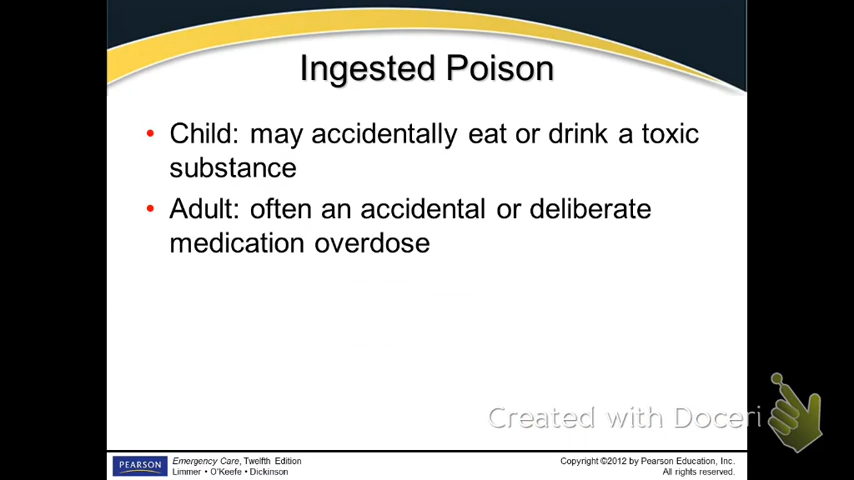 Ingested Poison
• Child: may accidentally eat or drink a toxic
substance
• Adult: often an accidental or deliberate
medication overdose
Created with Doceri
PEARSON
Emergency Care, Twelfth Edition
Limmer • O'Keefe • Dickinson
Copyright ©2012 by Pearson Education, Inc.
All rights reserved.